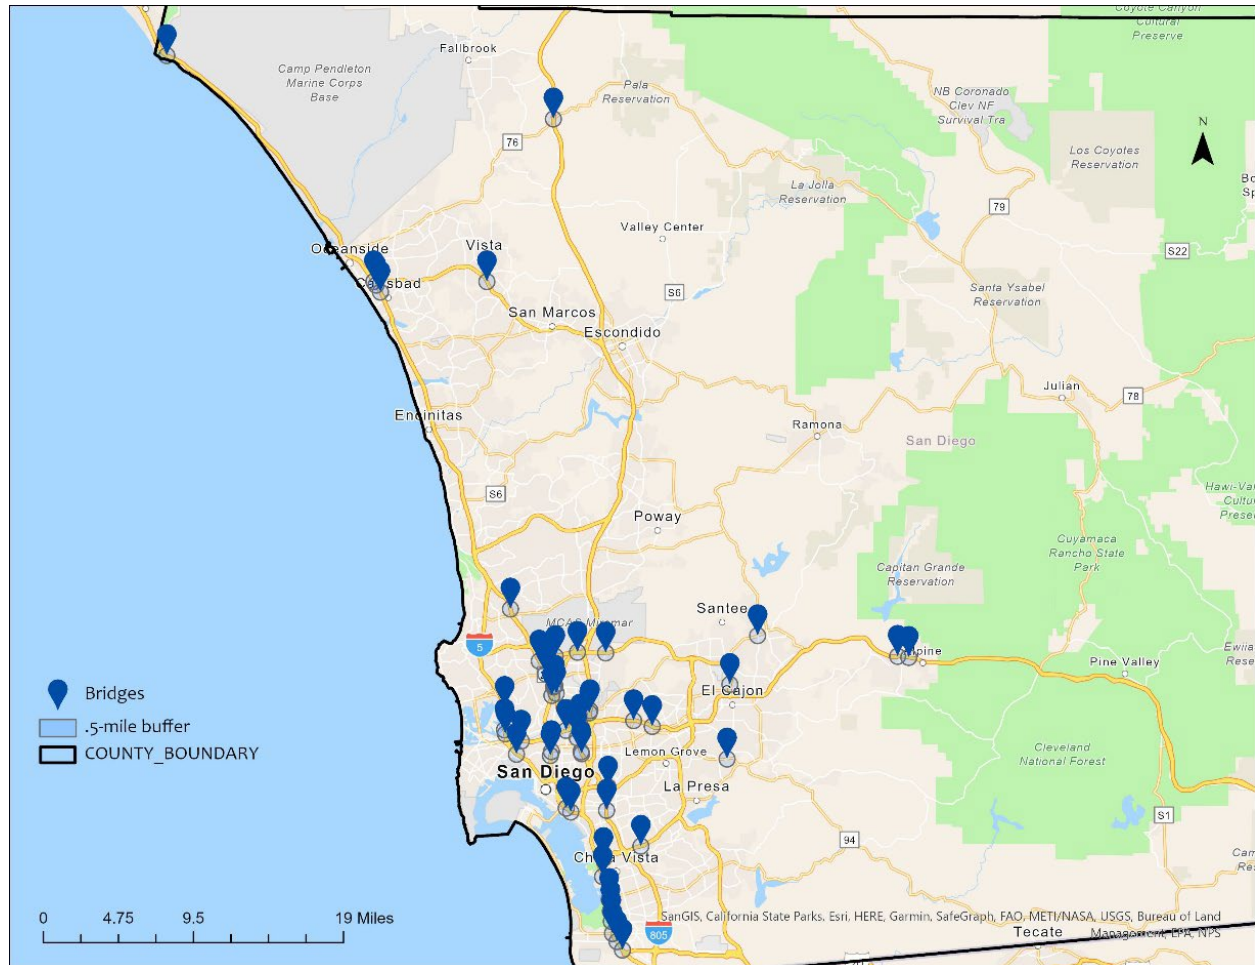 Coyote Canyon
Cultural
Preserve
Fallbrook
Camp Pendleton
Marine Corps
Base
Pala
Reservation
NB Coronado
Clev NF
Survival Tra
N
76
Los Coyotes
Reservation
La Jolla
Reservation
79
Valley Center
Oceanside
Vista
S22
S6
Santa Ysabel
Reservation
San Marcos
Escondido
Julian
78
Encinitas
Ramona
San Diego
S6
Poway
Cuyamaca
Rancho State
Park
Capitan Grande
Reservation
Santee
MCAS Miramar
5
Pine Valley
El Cajon
Bridges
.5-mile buffer
COUNTY_BOUNDARY
Lemon Grove
Cleveland
National Forest
San Diego
La Presa
S1
94
Chula Vista
0 4.75 9.5 19 Miles
805
SanGIS, California State Parks, Esri, HERE, Garmin, SafeGraph, FAO, METI/NASA, USGS, Bureau of Land
Management, EPA, NPS
Tecate